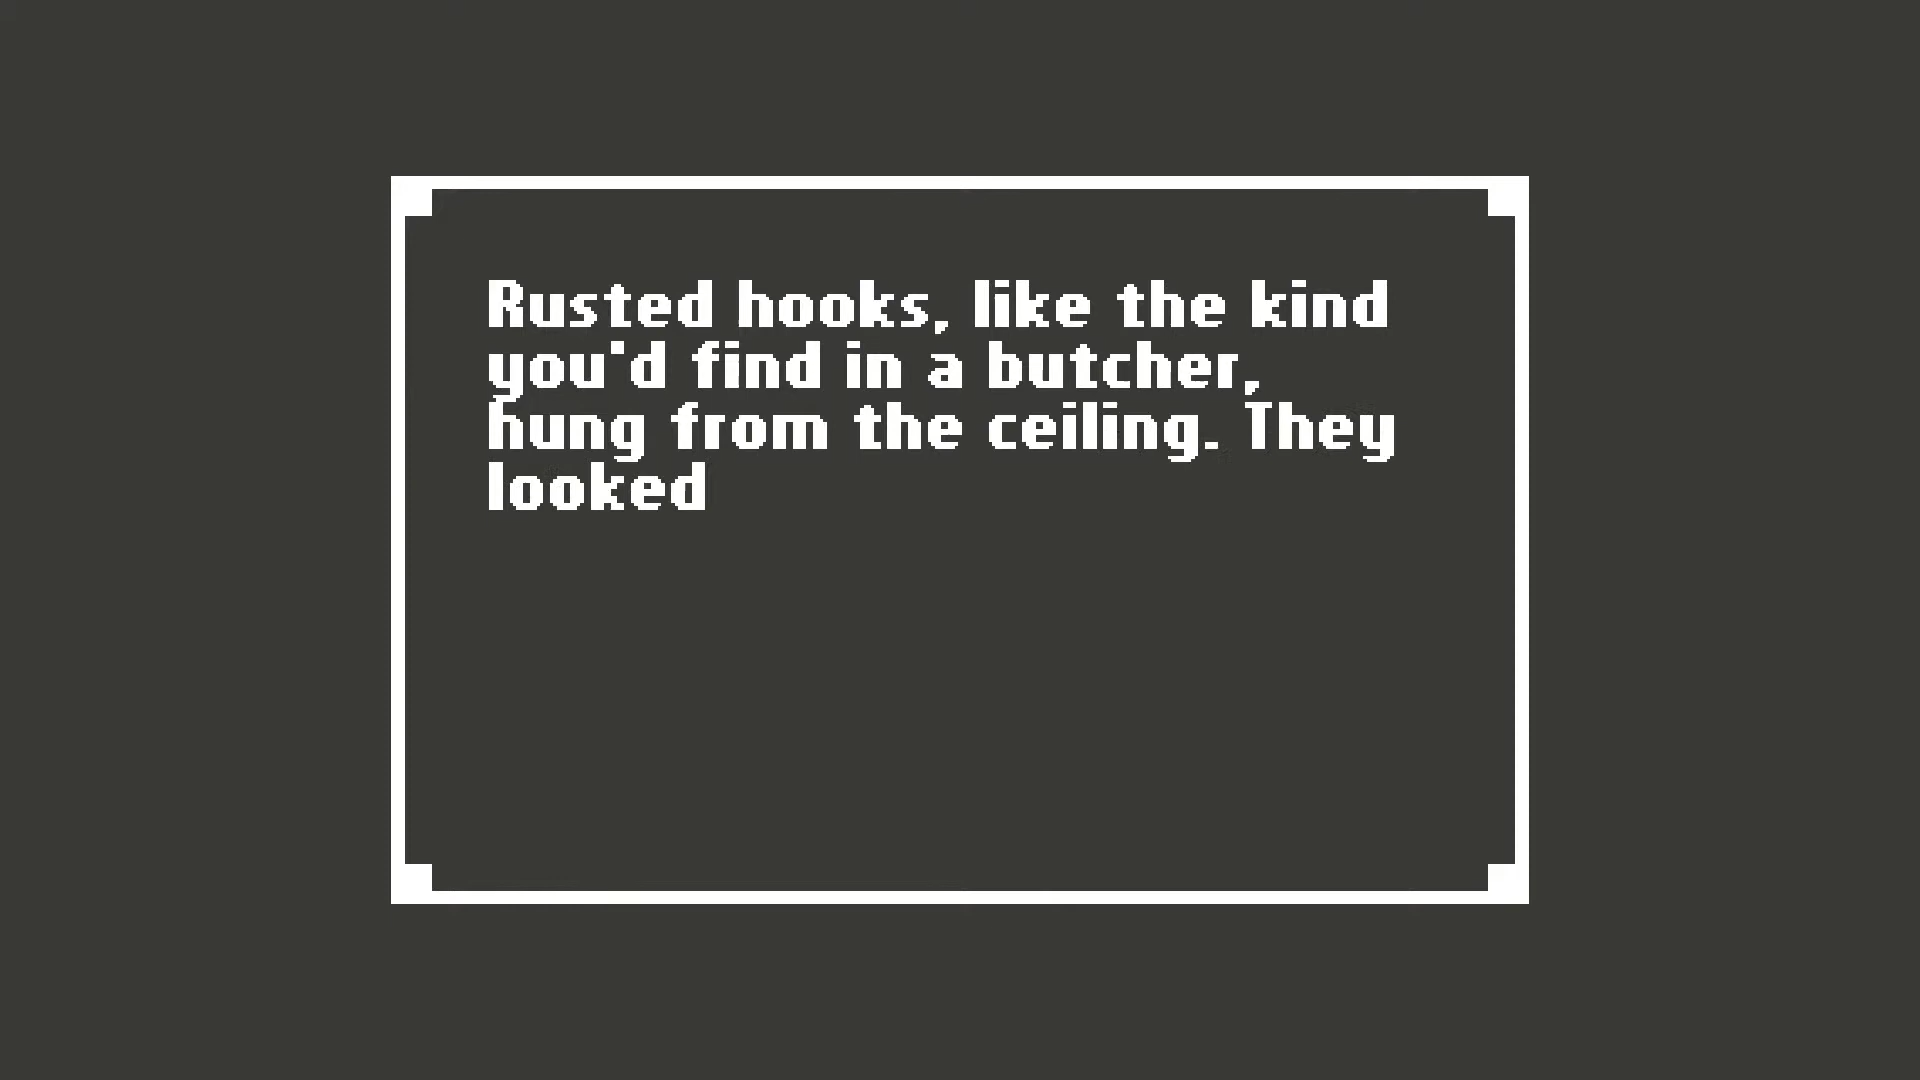 Rusted hooks, like the kind
you'd find in a butcher,
hung from the ceiling. They
looked